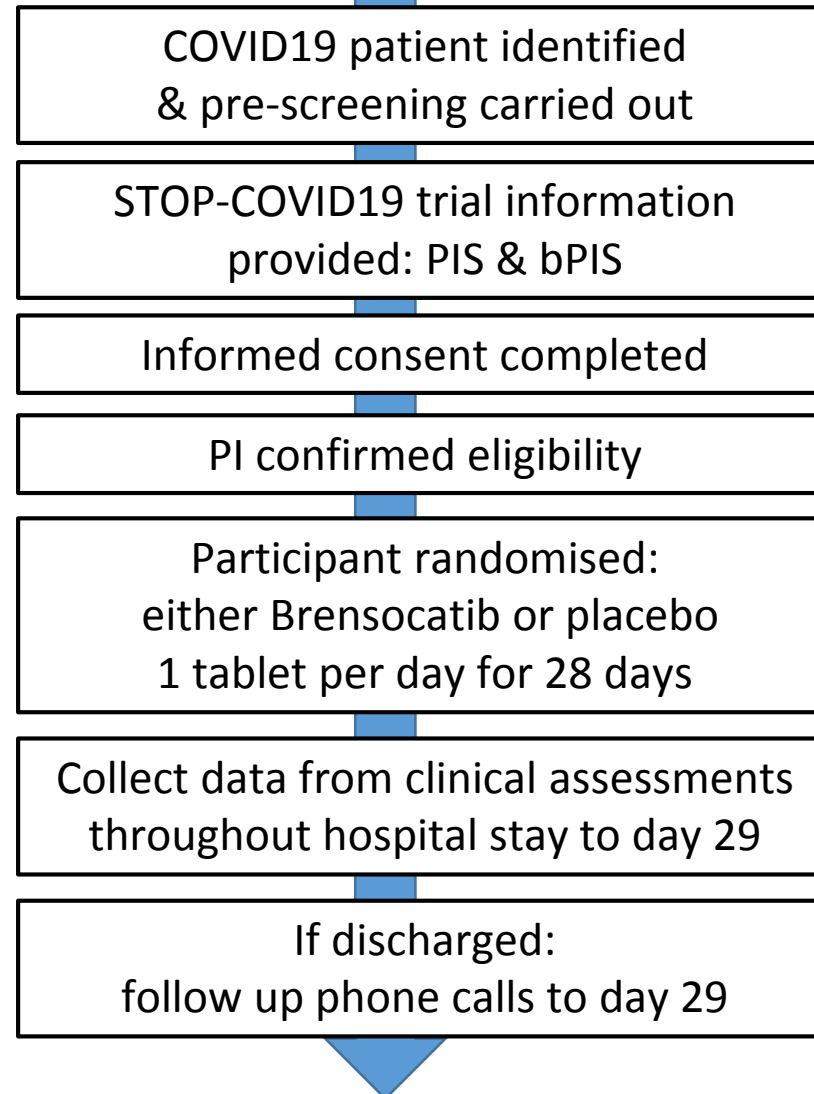 COVID19 patient identified
& pre-screening carried out
STOP-COVID19 trial information
provided: PIS & bPIS
Informed consent completed
PI confirmed eligibility
Participant randomised:
either Brensocatib or placebo
1 tablet per day for 28 days
Collect data from clinical assessments
throughout hospital stay to day 29
If discharged:
follow up phone calls to day 29